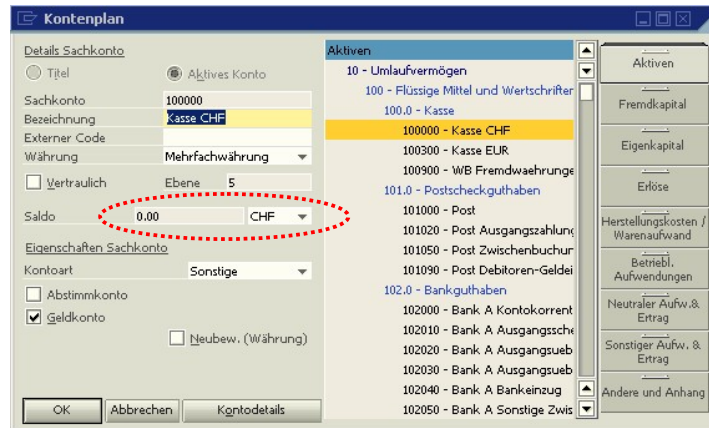 Kontenplan
Details Sachkonto
Titel
Aktives Konto
Sachkonto 100000
Bezeichnung Kasse CHF
Externer Code
Währung Mehrfachwährung
Vertraulich Ebene 5
Saldo 0.00 CHF
Eigenschaften Sachkonto
Kontoart Sonstige
Abstimmkonto
Geldkonto
Neubew. (Währung)
OK Abbrechen Kontodetails
Aktiven
10 - Umlaufvermögen
100 - Flüssige Mittel und Wertschrifter
100.0 - Kasse
100000 - Kasse CHF
100300 - Kasse EUR
100900 - WB Fremdwaehrunge
101.0 - Postscheckguthaben
101000 - Post
101020 - Post Ausgangszahlung
101050 - Post Zwischenbuchur
101090 - Post Debitoren-Geldei
102.0 - Bankguthaben
102000 - Bank A Kontokorrent
102010 - Bank A Ausgangssche
102020 - Bank A Ausgangsueb
102030 - Bank A Ausgangsueb
102040 - Bank A Bankeinzug
102050 - Bank A Sonstige Zwis
Aktiven
Fremdkapital
Eigenkapital
Erlöse
Herstellungskosten /
Warenaufwand
Betriebl.
Aufwendungen
Neutraler Aufw.&
Ertrag
Sonstiger Aufw. &
Ertrag
Andere und Anhang